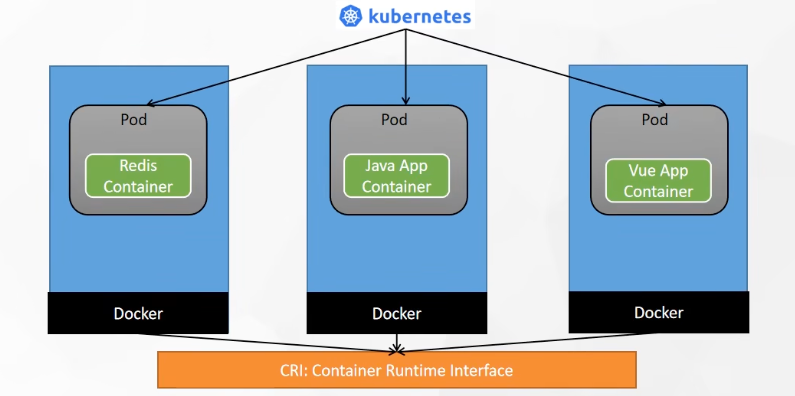 kubernetes
Pod
Redis
Container
Pod
Java App
Container
Pod
Vue App
Container
Docker
Docker
Docker
CRI: Container Runtime Interface